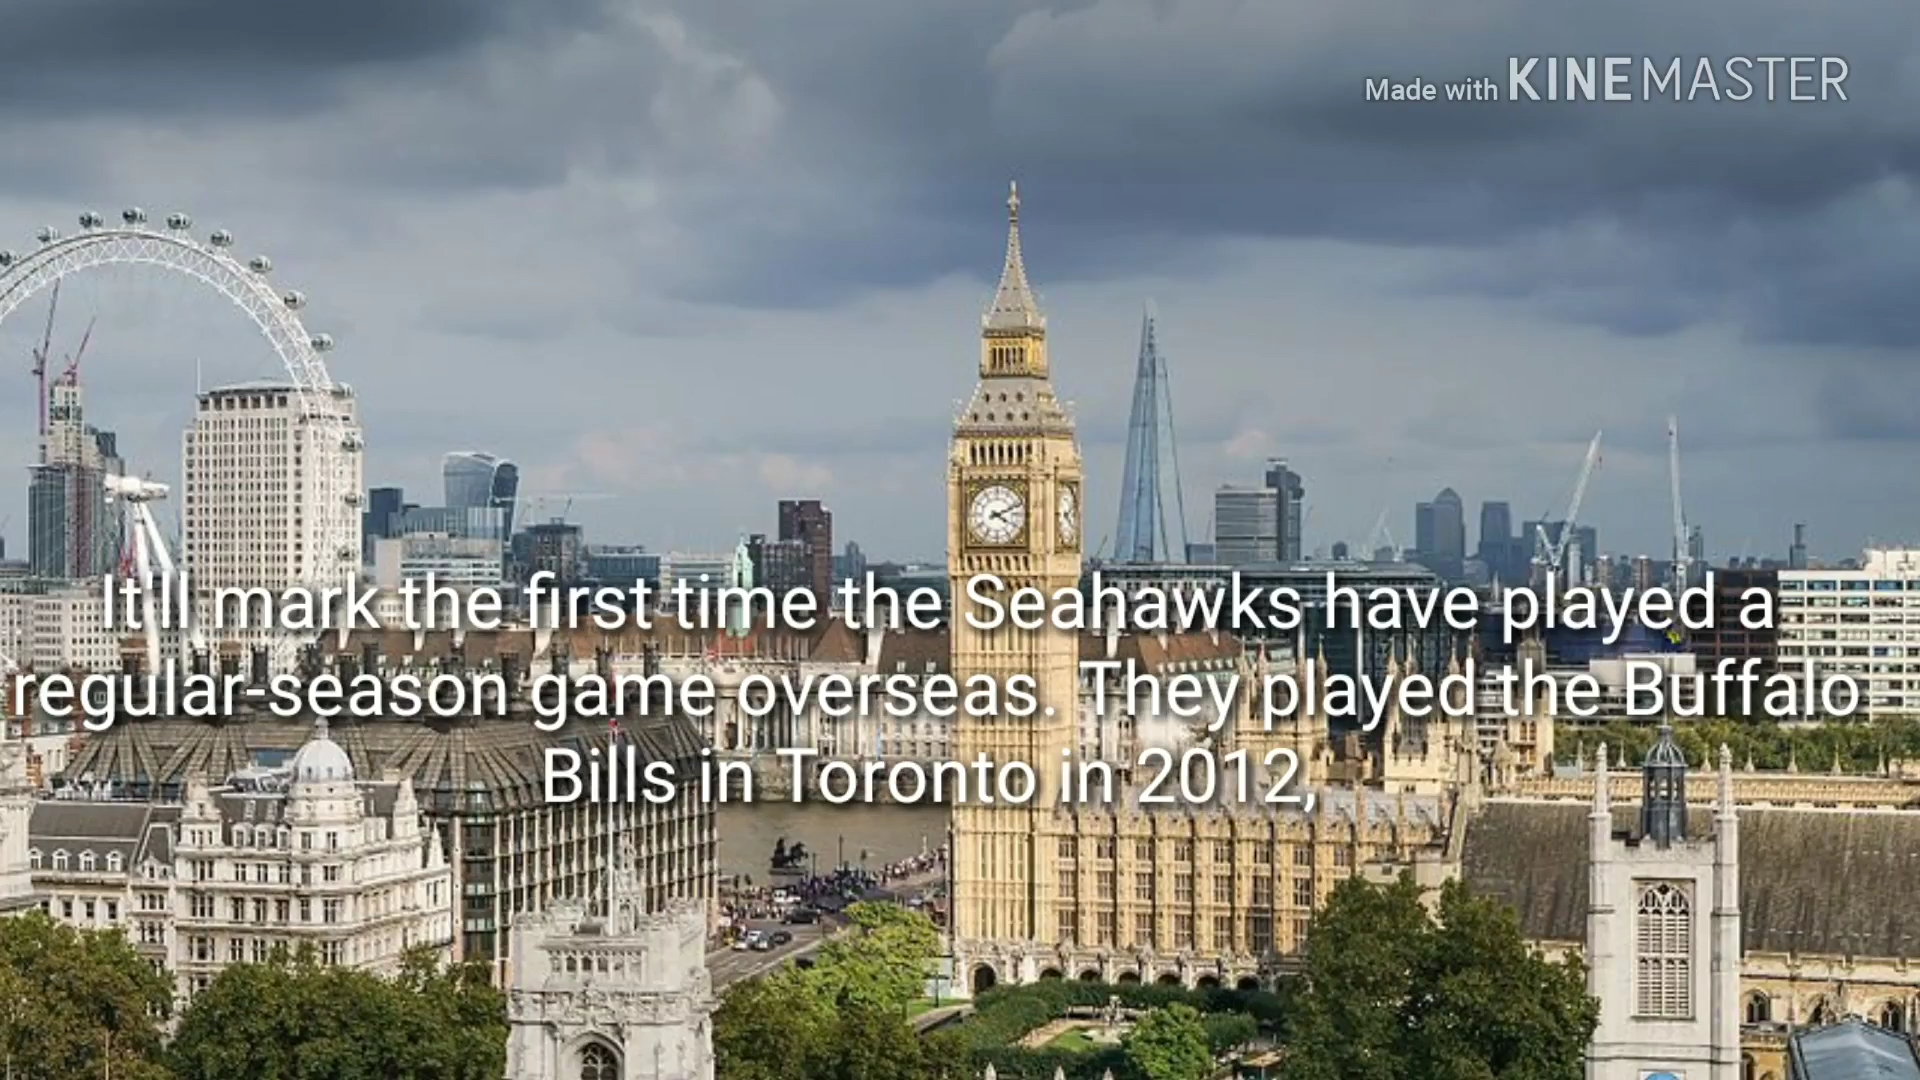 Made with KINEMASTER
It'll mark the first time the Seahawks have played a
regular-season game overseas. They played the Buffalo
Bills in Toronto in 2012,